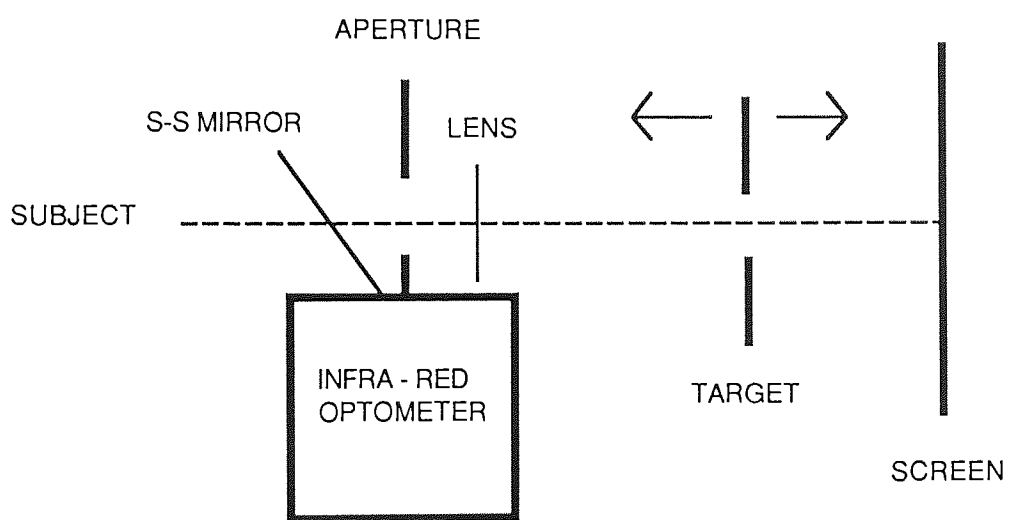 APERTURE
S-S MIRROR
LENS
SUBJECT
INFRA - RED
OPTOMETER
TARGET
SCREEN